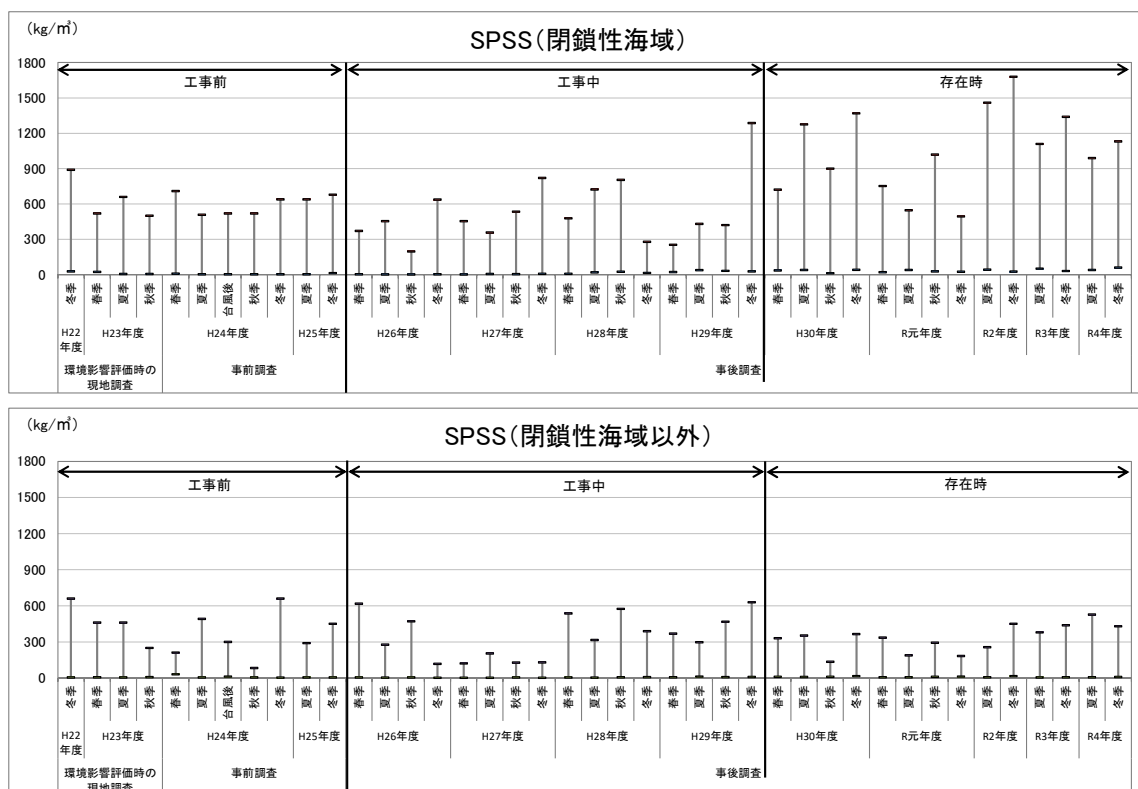 (kg/㎥)
SPSS(閉鎖性海域)
工事前 工事中 存在時
1800
1500
1200
900
600
300
0
冬季 春季 夏季 秋季 春季 夏季 台風後 秋季 冬季 夏季 冬季 春季 夏季 秋季 冬季 春季 夏季 秋季 冬季 春季 夏季 秋季 冬季 春季 夏季 秋季 冬季 春季 夏季 秋季 冬季 春季 夏季 秋季 冬季 夏季 冬季 夏季 冬季 夏季 冬季
H22年度 H23年度 H24年度 H25年度 H26年度 H27年度 H28年度 H29年度 H30年度 R元年度 R2年度 R3年度 R4年度
環境影響評価時の 事前調査 事後調査
現地調査
(kg/㎥)
SPSS(閉鎖性海域以外)
工事前 工事中 存在時
1800
1500
1200
900
600
300
0
冬季 春季 夏季 秋季 春季 夏季 台風後 秋季 冬季 夏季 冬季 春季 夏季 秋季 冬季 春季 夏季 秋季 冬季 春季 夏季 秋季 冬季 春季 夏季 秋季 冬季 春季 夏季 秋季 冬季 春季 夏季 秋季 冬季 夏季 冬季 夏季 冬季 夏季 冬季
H22年度 H23年度 H24年度 H25年度 H26年度 H27年度 H28年度 H29年度 H30年度 R元年度 R2年度 R3年度 R4年度
環境影響評価時の 事前調査 事後調査
現地調査